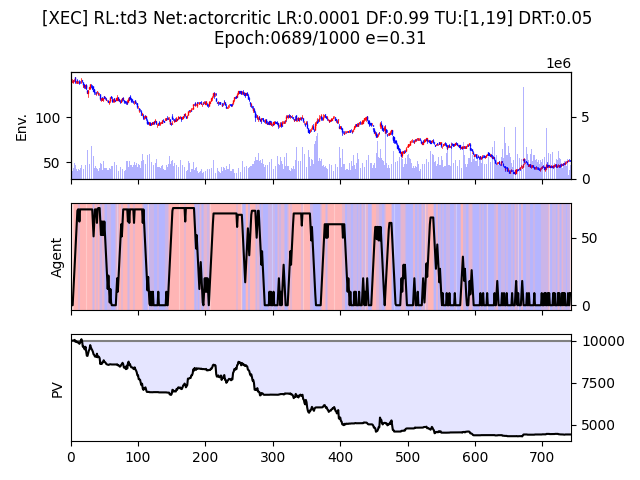 [XEC] RL:td3 Net:actorcritic LR:0.0001 DF:0.99 TU:[1,19] DRT:0.05
Epoch:0689/1000 e=0.31
1e6
Env.
100
50
5
0
Agent
50
0
PV
10000
7500
5000
0 100 200 300 400 500 600 700